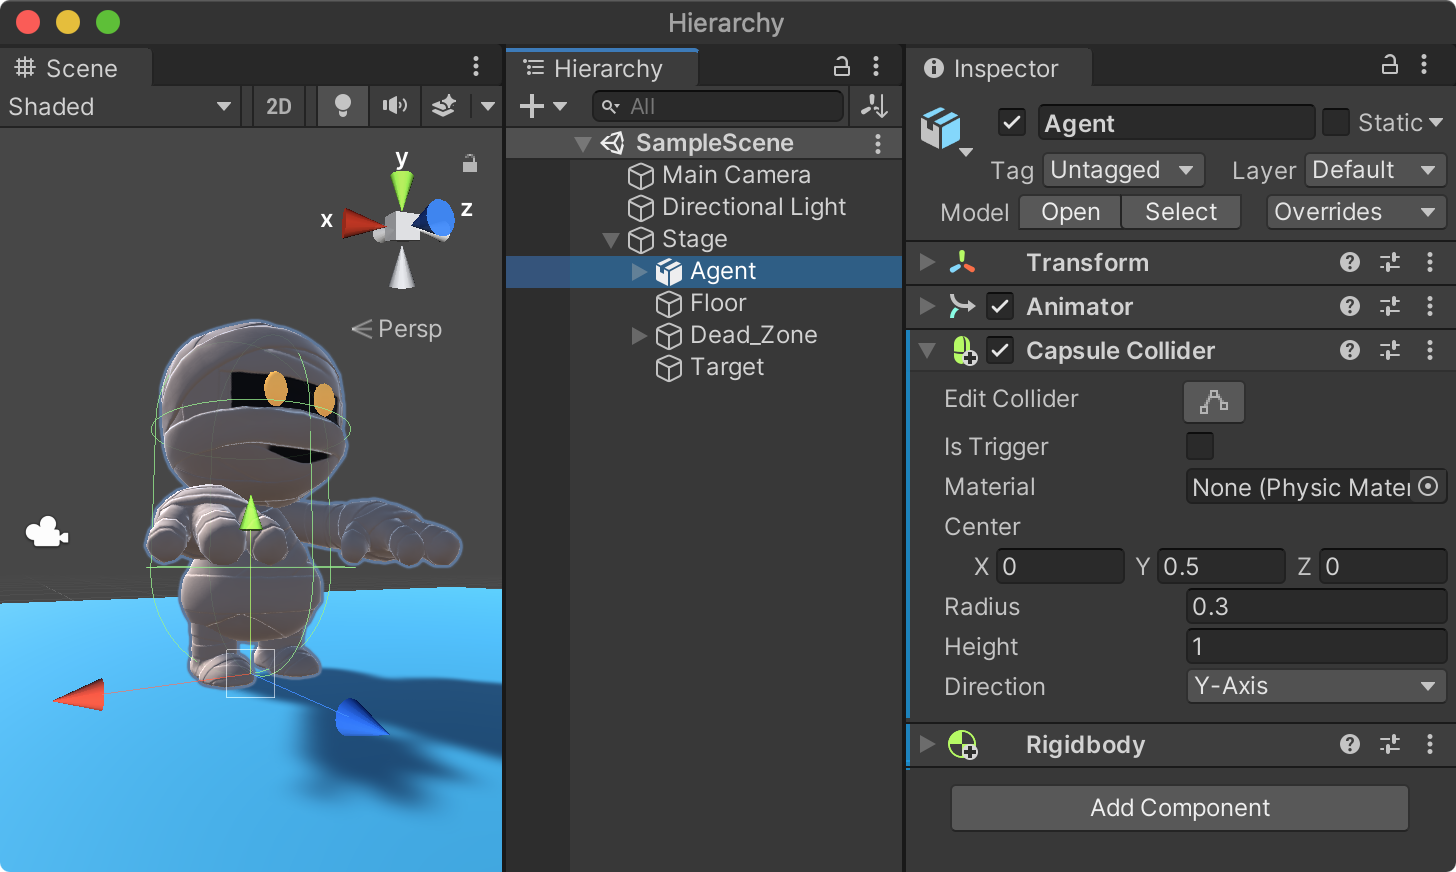 Hierarchy
Scene
Shaded
2D
y
x
z
Persp
Hierarchy
All
SampleScene
Main Camera
Directional Light
Stage
Agent
Floor
Dead_Zone
Target
Inspector
Agent
Static
Tag Untagged Layer Default
Model Open Select Overrides
Transform
Animator
Capsule Collider
Edit Collider
Is Trigger
Material None (Physic Mater
Center
X 0 Y 0.5 Z 0
Radius 0.3
Height 1
Direction Y-Axis
Rigidbody
Add Component